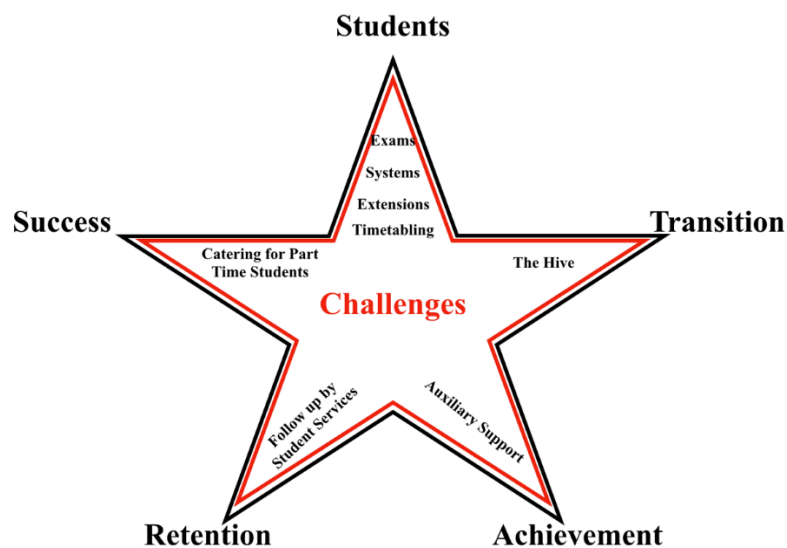 Students
Exams
Systems
Extensions
Timetabling
Success
Transition
Catering for Part
Time Students
The Hive
Challenges
Follow up by
Student Services
Auxiliary Support
Retention
Achievement